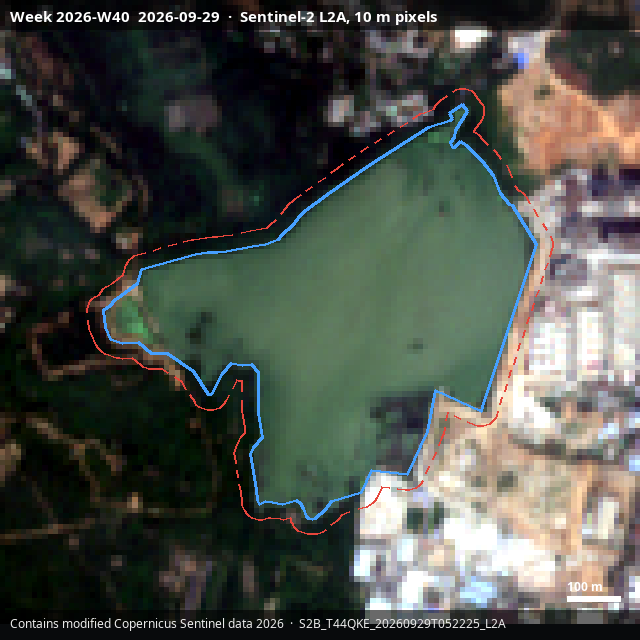 Week 2026-W40  2026-09-29  ·  Sentinel-2 L2A, 10 m pixels
100 m
Contains modified Copernicus Sentinel data 2026  ·  S2B_T44QKE_20260929T052225_L2A